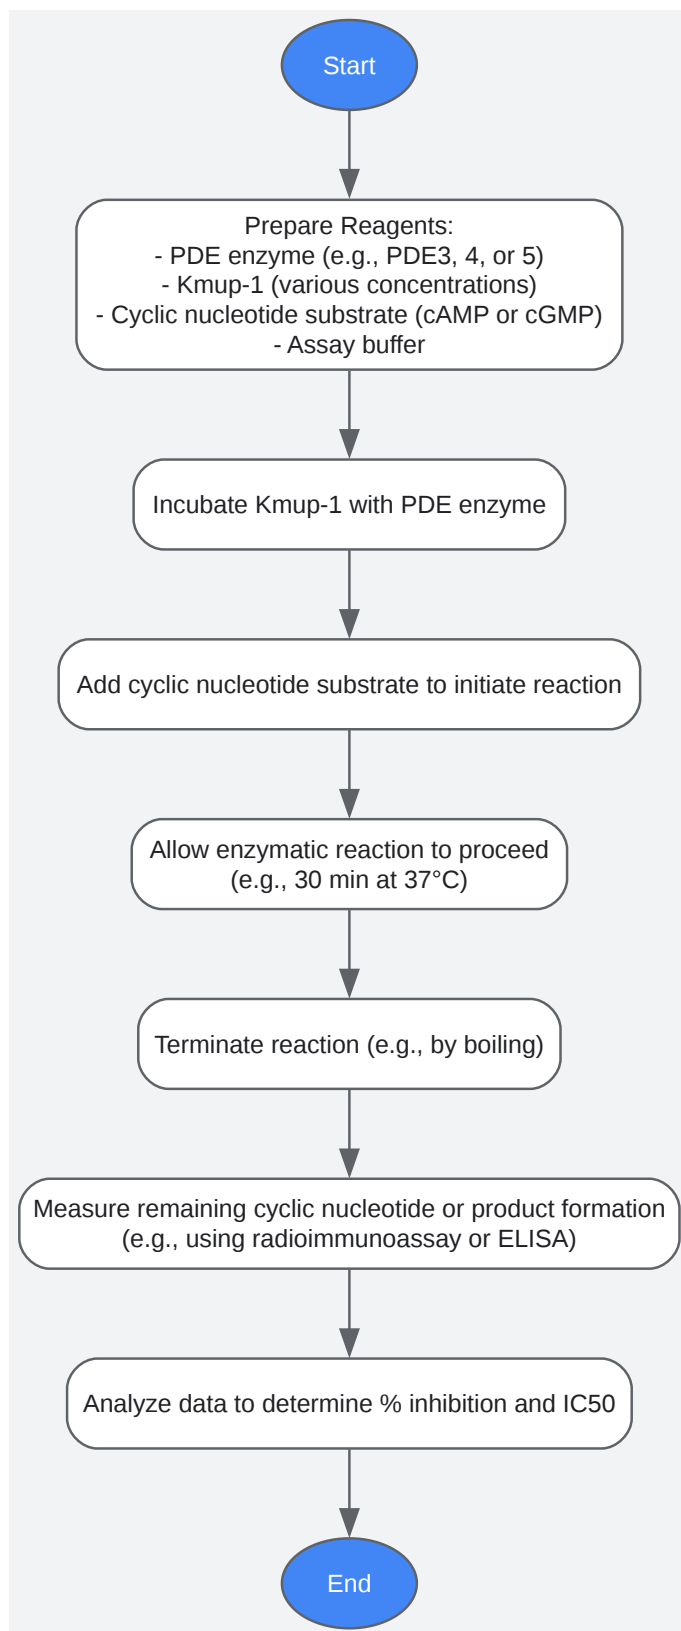 Start
Prepare Reagents:
- PDE enzyme (e.g., PDE3, 4, or 5)
- Kmup-1 (various concentrations)
- Cyclic nucleotide substrate (cAMP or cGMP)
- Assay buffer
Incubate Kmup-1 with PDE enzyme
Add cyclic nucleotide substrate to initiate reaction
Allow enzymatic reaction to proceed
(e.g., 30 min at 37°C)
Terminate reaction (e.g., by boiling)
Measure remaining cyclic nucleotide or product formation
(e.g., using radioimmunoassay or ELISA)
Analyze data to determine % inhibition and IC50
End